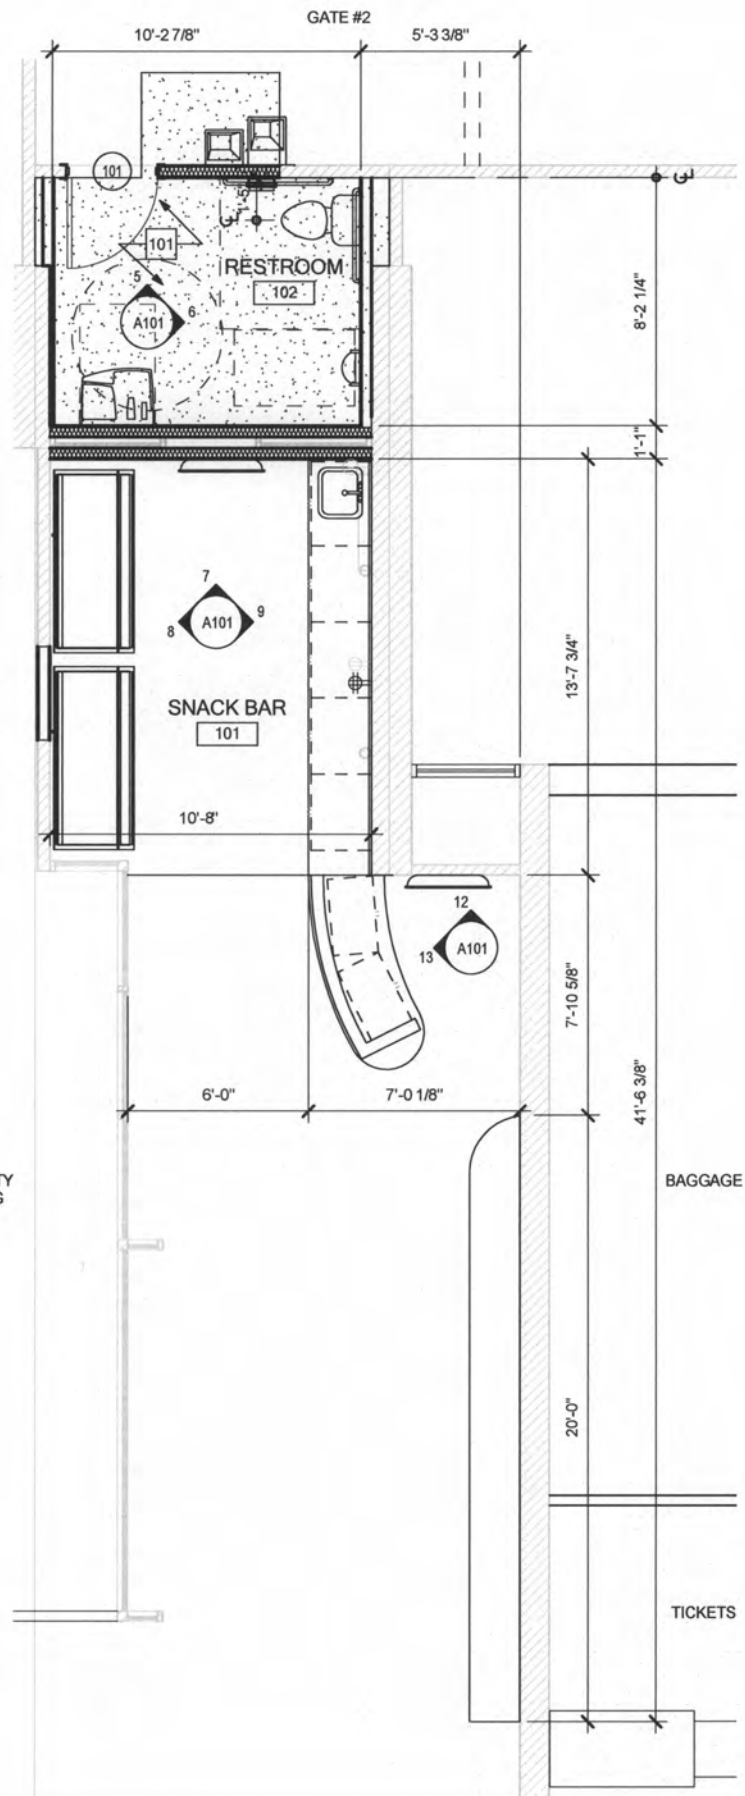 GATE #2
10'-2 7/8"
5'-3 3/8"
101
101
RESTROOM
102
5
6
A101
8'-2 1/4"
1'-1"
7
8
9
A101
SNACK BAR
101
13'-7 3/4"
10'-8"
12
13
A101
7'-10 5/8"
41'-6 3/8"
6'-0"
7'-0 1/8"
TY
BAGGAGE
20'-0"
TICKETS